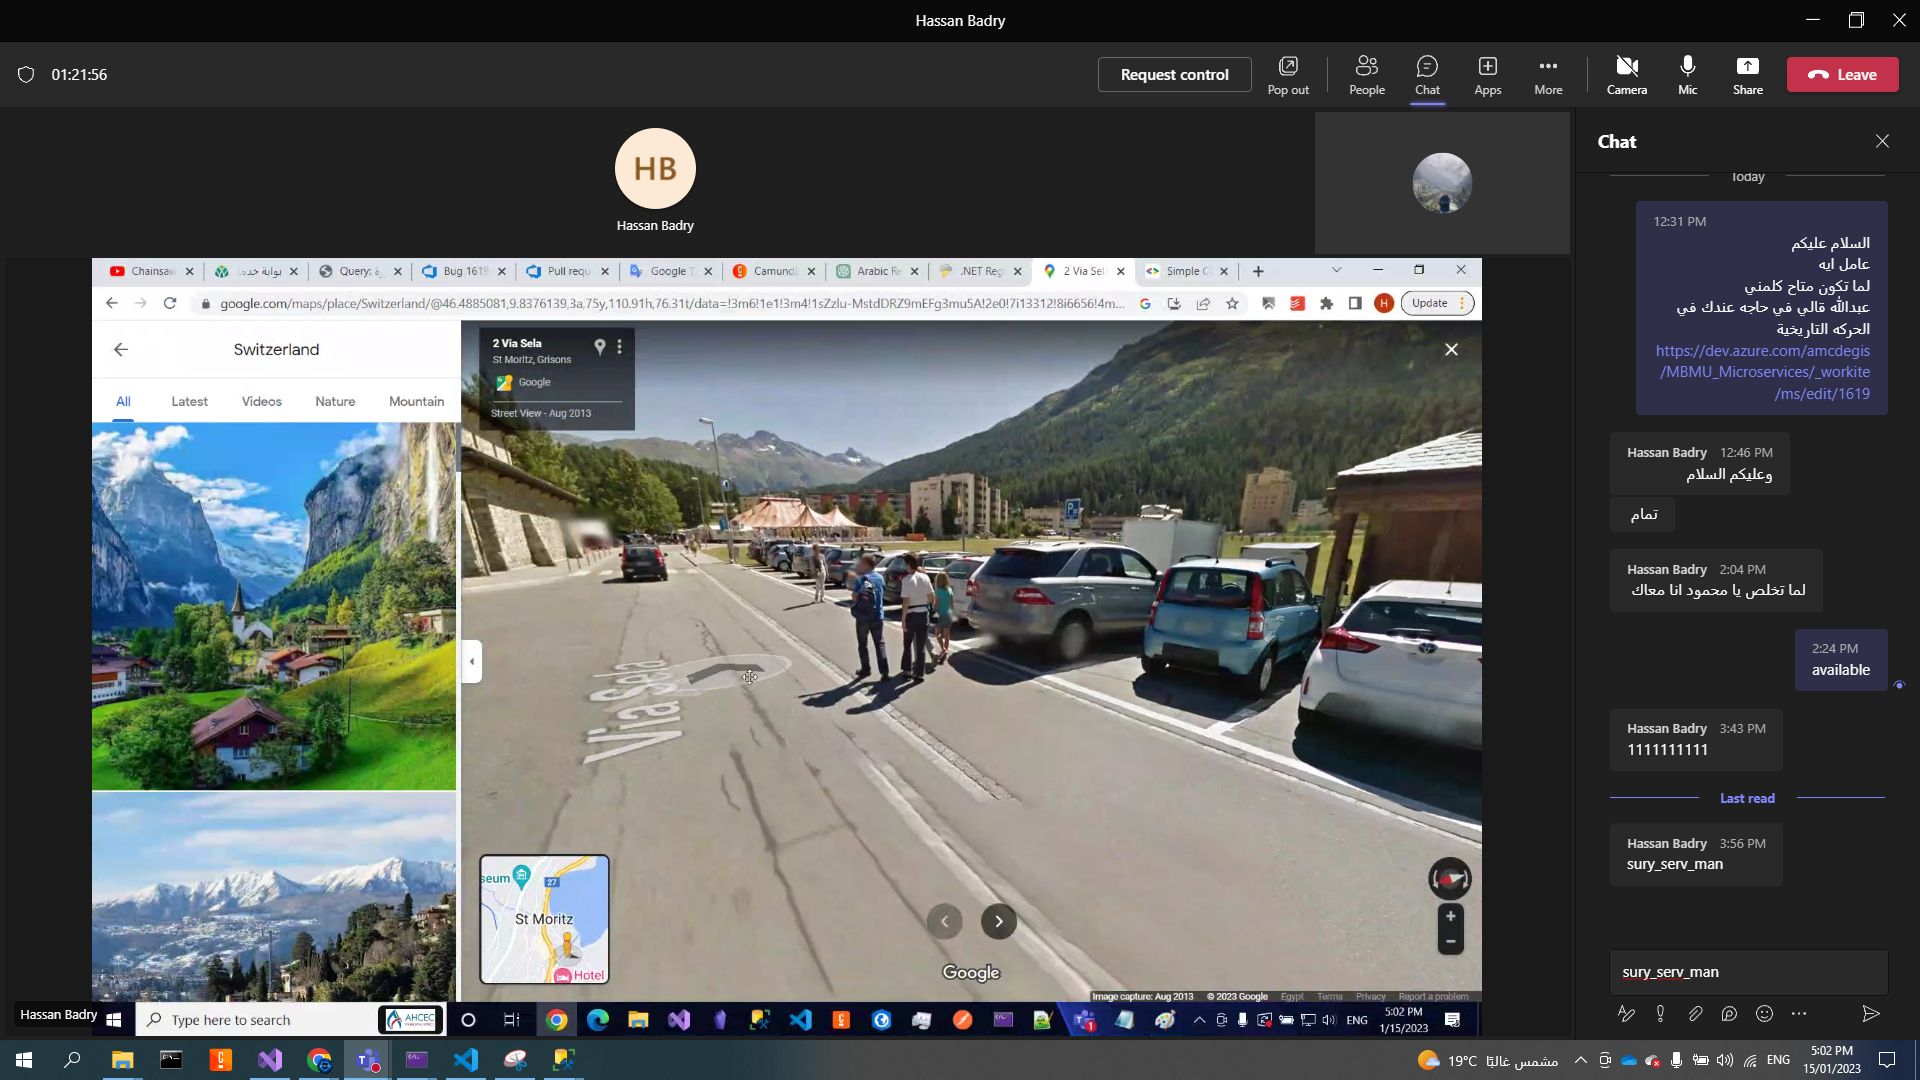 Hassan Badry
01:21:56
Request control
Pop out
People
Chat
Apps
More
Camera
Mic
Share
Leave
HB
Hassan Badry
Chainsaw
بوابة خدما
Query: رة
Bug 1619
Pull requ
Google T
Camund
Arabic Re
.NET Reg
2 Via Sel
Simple C
google.com/maps/place/Switzerland/@46.4885081,9.8376139,3a,75y,110.91h,76.31t/data=!3m6!1e1!3m4!1sZzlu-MstdDRZ9mEFg3mu5A!2e0!7i13312!8i6656!4m...
H
Update
Switzerland
All
Latest
Videos
Nature
Mountain
2 Via Sela
St Moritz, Grisons
Google
Street View - Aug 2013
Via Sela
P
seum
27
St Moritz
Hotel
Google
Image capture: Aug 2013 © 2023 Google Egypt Terms Privacy Report a problem
Hassan Badry
Type here to search
AHCEC
ENG
5:02 PM
1/15/2023
Chat
Today
12:31 PM
السلام عليكم
عامل ايه
لما تكون متاح كلمني
عبدالله قالي في حاجه عندك في
الحركه التاريخية
https://dev.azure.com/amcdegis
/MBMU_Microservices/_workite
/ms/edit/1619
Hassan Badry 12:46 PM
وعليكم السلام
تمام
Hassan Badry 2:04 PM
لما تخلص يا محمود انا معاك
2:24 PM
available
Hassan Badry 3:43 PM
1111111111
Last read
Hassan Badry 3:56 PM
sury_serv_man
sury_serv_man
19°C مشمس غالبًا
ENG
5:02 PM
15/01/2023